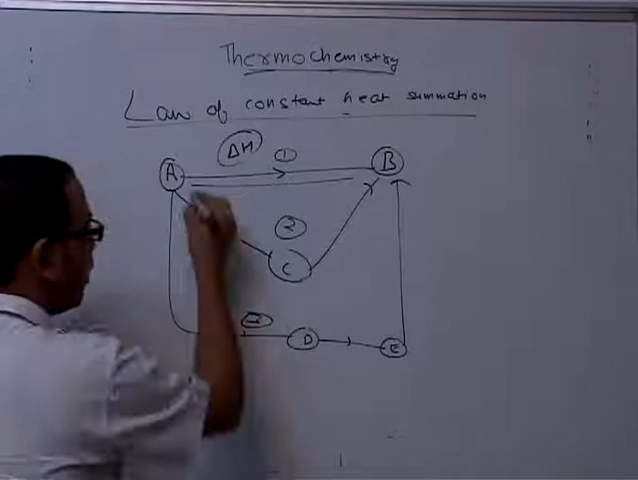 Thermochemistry
Law of constant heat summation
ΔH 1
A B
2
C
3
D E